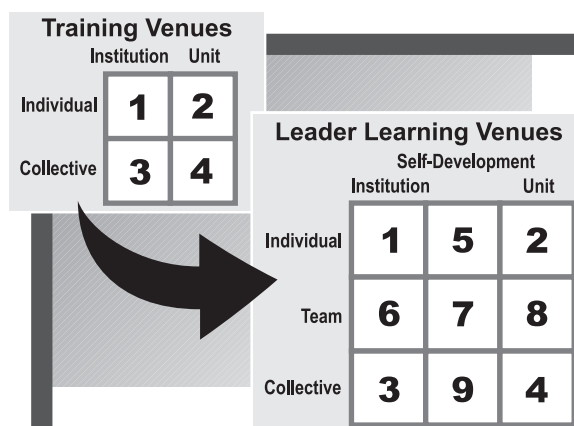 Training Venues
Institution Unit
Individual 1 2
Collective 3 4
Leader Learning Venues
Self-Development
Institution Unit
Individual 1 5 2
Team 6 7 8
Collective 3 9 4